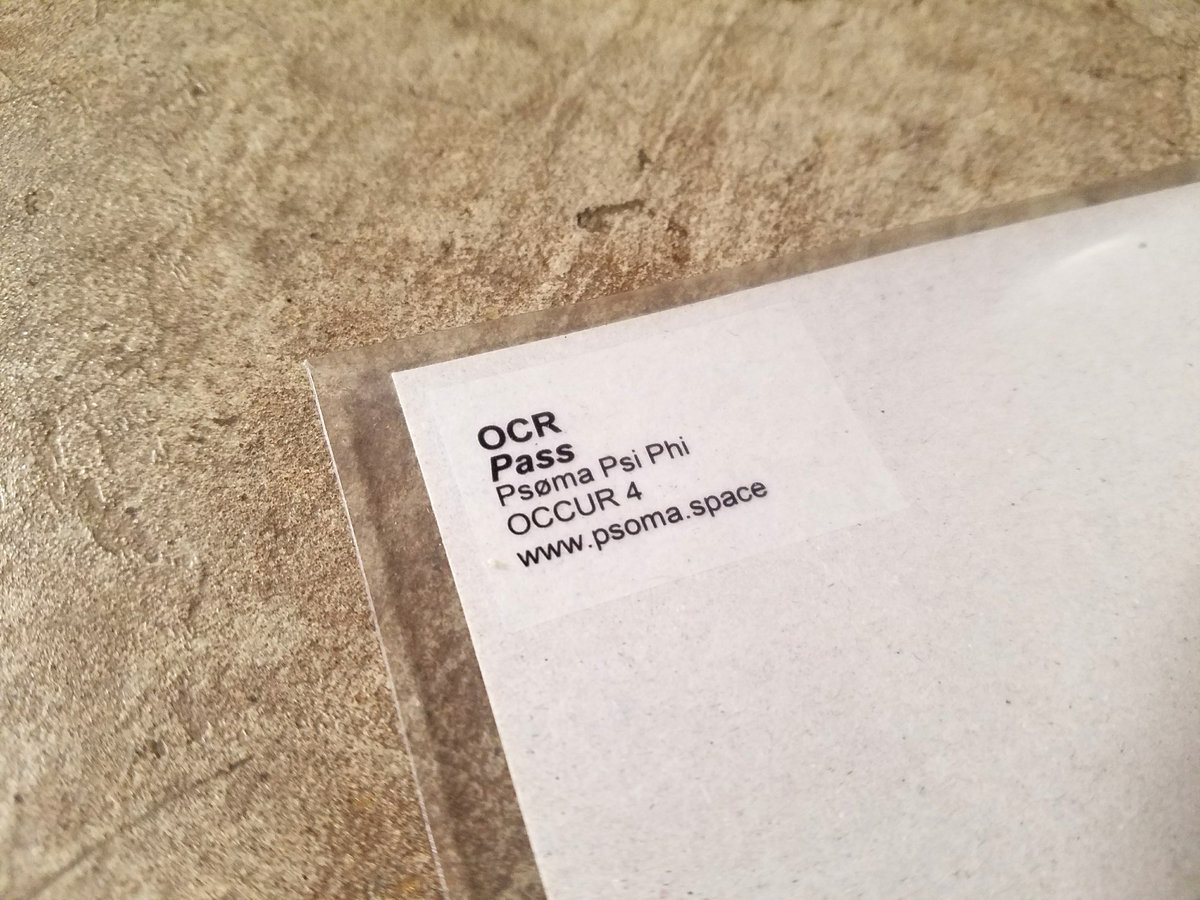 OCR
Pass
Psøma Psi Phi
OCCUR 4
www.psoma.space